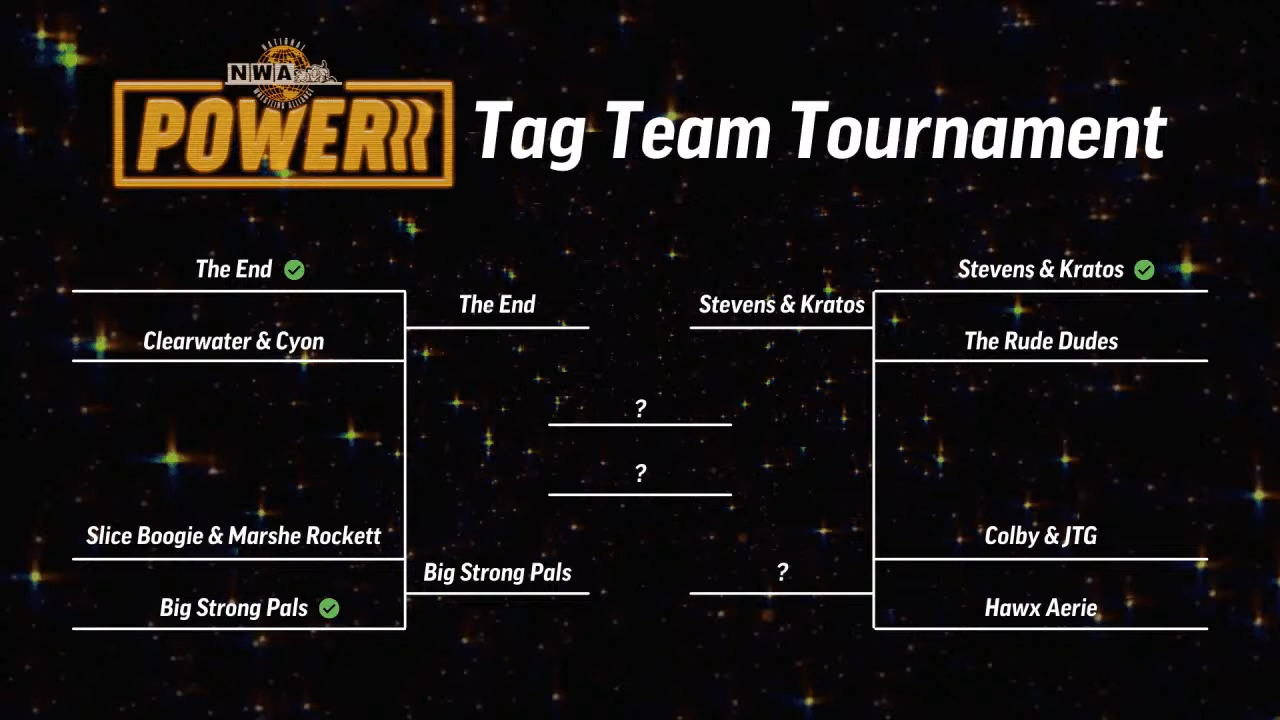 NATIONAL
NWA
WRESTLING ALLIANCE
POWERRR
Tag Team Tournament
The End
Clearwater & Cyon
The End
Slice Boogie & Marshe Rockett
Big Strong Pals
Big Strong Pals
?
?
Stevens & Kratos
Stevens & Kratos
The Rude Dudes
?
Colby & JTG
Hawx Aerie